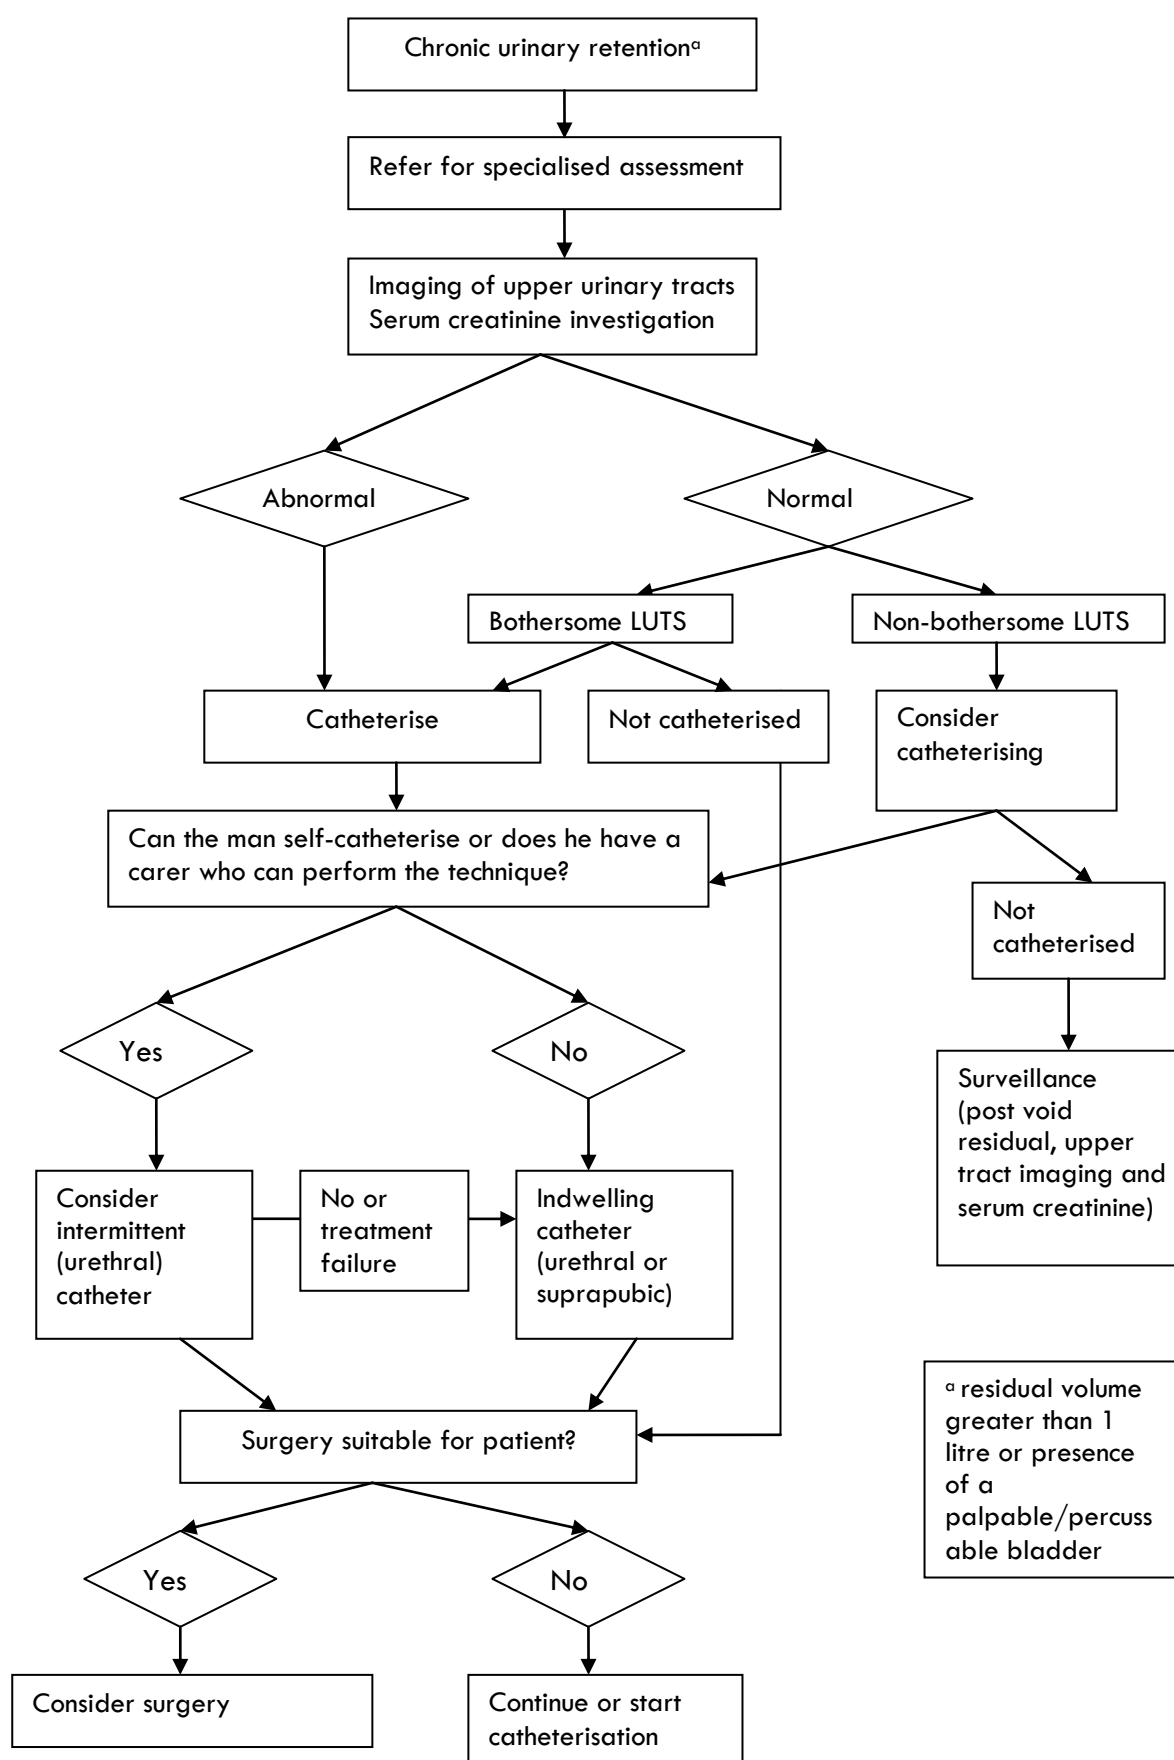 Chronic urinary retentionᵃ
Refer for specialised assessment
Imaging of upper urinary tracts
Serum creatinine investigation
Abnormal
Normal
Bothersome LUTS
Non-bothersome LUTS
Catheterise
Not catheterised
Consider
catheterising
Can the man self-catheterise or does he have a
carer who can perform the technique?
Not
catheterised
Yes
No
Surveillance
(post void
residual, upper
tract imaging and
serum creatinine)
Consider
intermittent
(urethral)
catheter
No or
treatment
failure
Indwelling
catheter
(urethral or
suprapubic)
ᵃ residual volume
greater than 1
litre or presence
of a
palpable/percuss
able bladder
Surgery suitable for patient?
Yes
No
Consider surgery
Continue or start
catheterisation